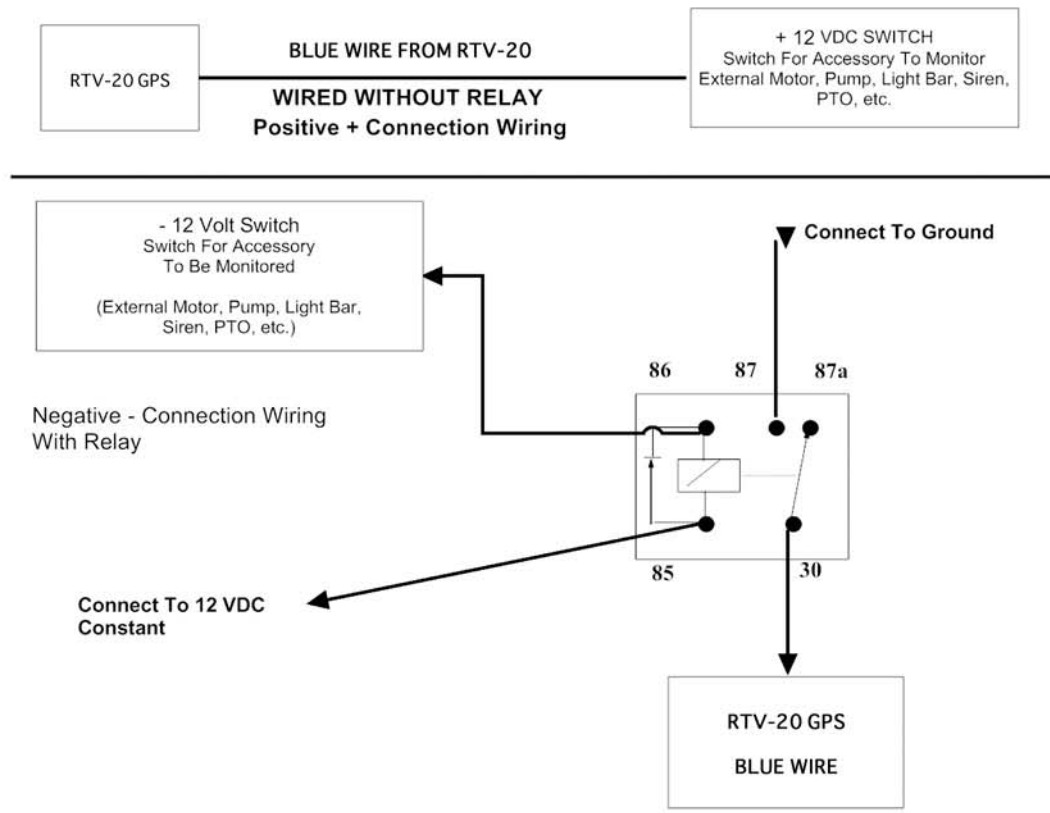 RTV-20 GPS
BLUE WIRE FROM RTV-20
WIRED WITHOUT RELAY
Positive + Connection Wiring
+ 12 VDC SWITCH
Switch For Accessory To Monitor
External Motor, Pump, Light Bar, Siren,
PTO, etc.
- 12 Volt Switch
Switch For Accessory
To Be Monitored
(External Motor, Pump, Light Bar,
Siren, PTO, etc.)
Connect To Ground
Negative - Connection Wiring
With Relay
86 87 87a
85 30
Connect To 12 VDC
Constant
RTV-20 GPS
BLUE WIRE